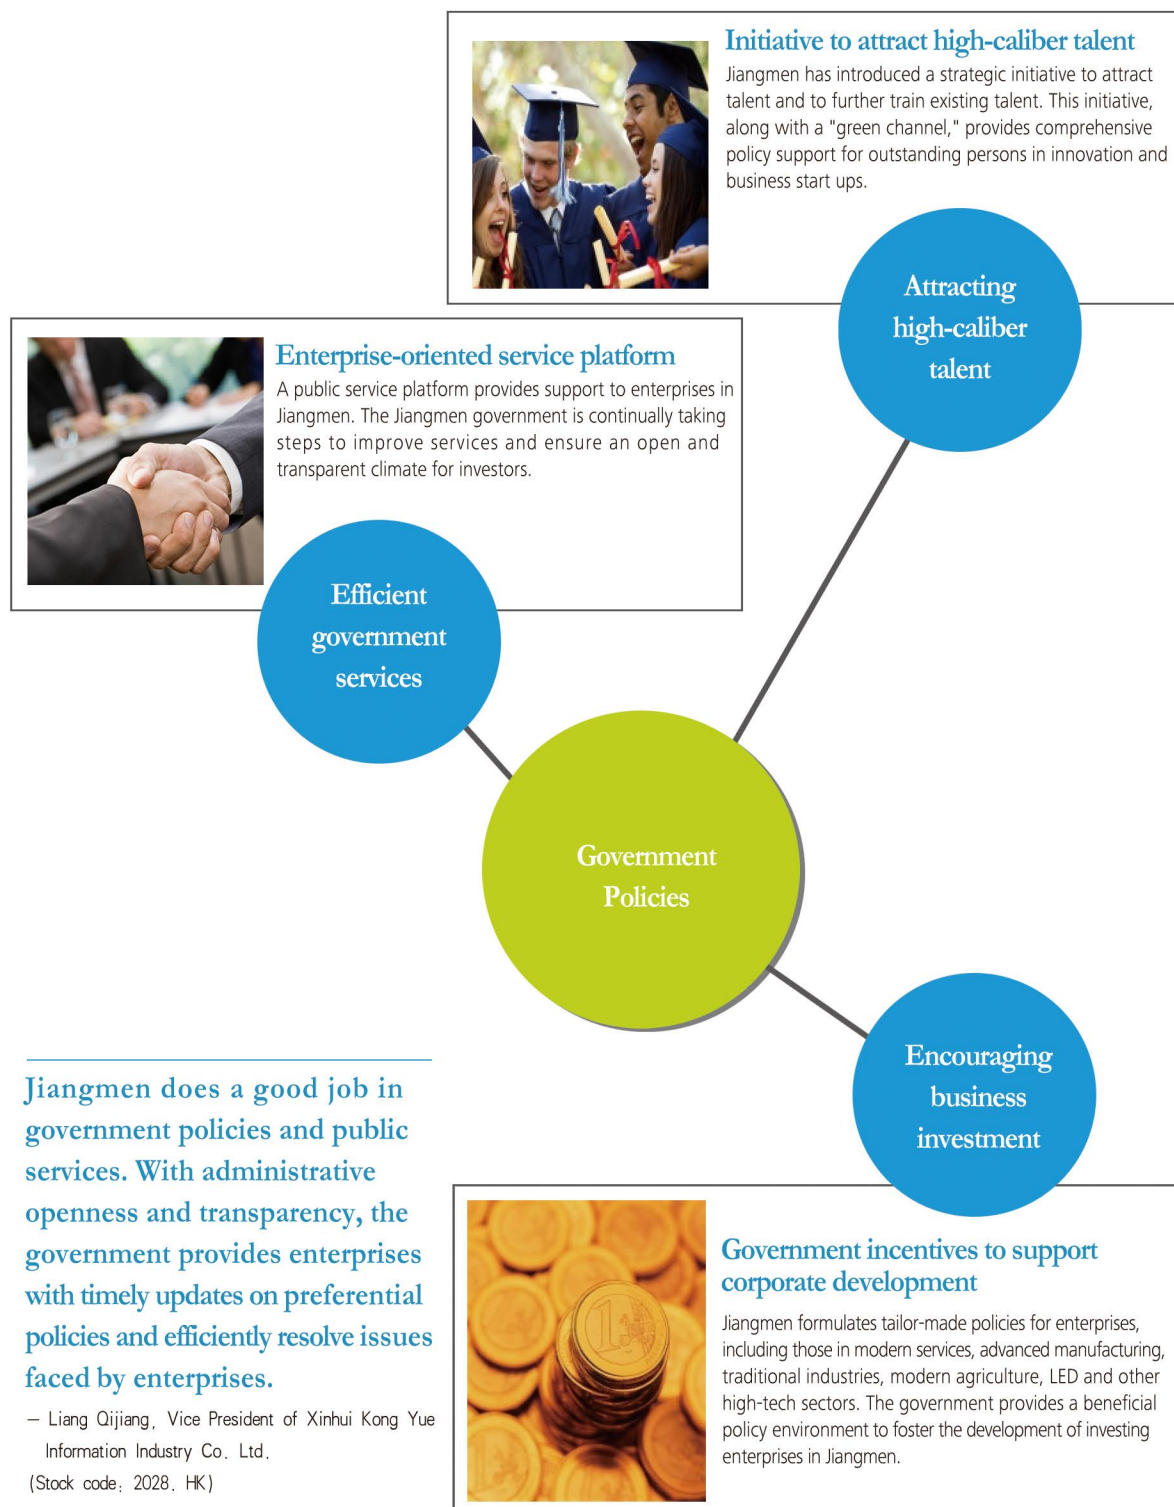 Initiative to attract high-caliber talent
Jiangmen has introduced a strategic initiative to attract
talent and to further train existing talent. This initiative,
along with a "green channel," provides comprehensive
policy support for outstanding persons in innovation and
business start ups.
Attracting
high-caliber
talent
Enterprise-oriented service platform
A public service platform provides support to enterprises in
Jiangmen. The Jiangmen government is continually taking
steps to improve services and ensure an open and
transparent climate for investors.
Efficient
government
services
Government
Policies
Encouraging
business
investment
Jiangmen does a good job in
government policies and public
services. With administrative
openness and transparency, the
government provides enterprises
with timely updates on preferential
policies and efficiently resolve issues
faced by enterprises.
— Liang Qijiang, Vice President of Xinhui Kong Yue
Information Industry Co. Ltd.
(Stock code: 2028. HK)
Government incentives to support
corporate development
Jiangmen formulates tailor-made policies for enterprises,
including those in modern services, advanced manufacturing,
traditional industries, modern agriculture, LED and other
high-tech sectors. The government provides a beneficial
policy environment to foster the development of investing
enterprises in Jiangmen.
1